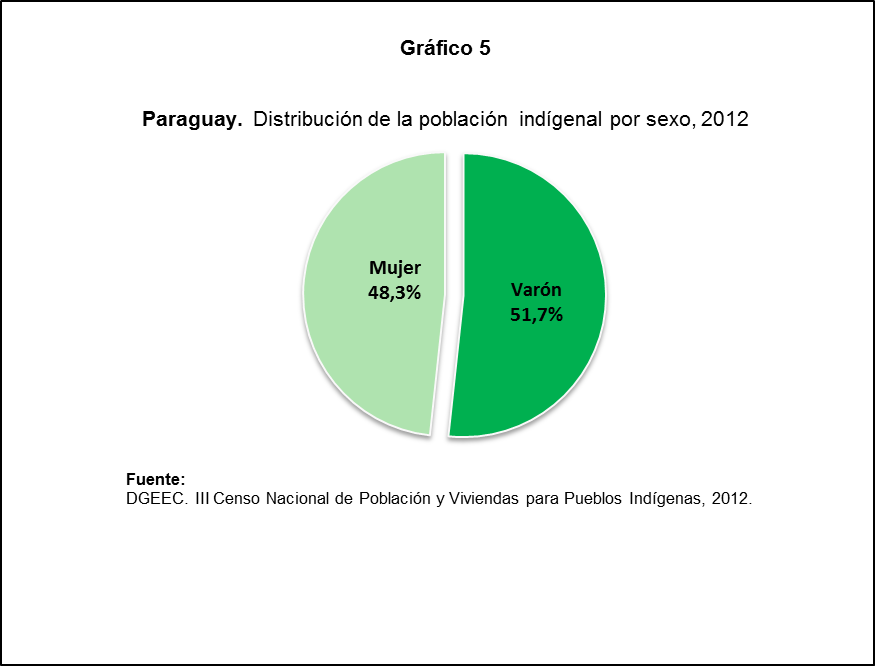 Gráfico 5
Paraguay. Distribución de la población indígenal por sexo, 2012
Mujer
48,3%
Varón
51,7%
Fuente:
DGEEC. III Censo Nacional de Población y Viviendas para Pueblos Indígenas, 2012.